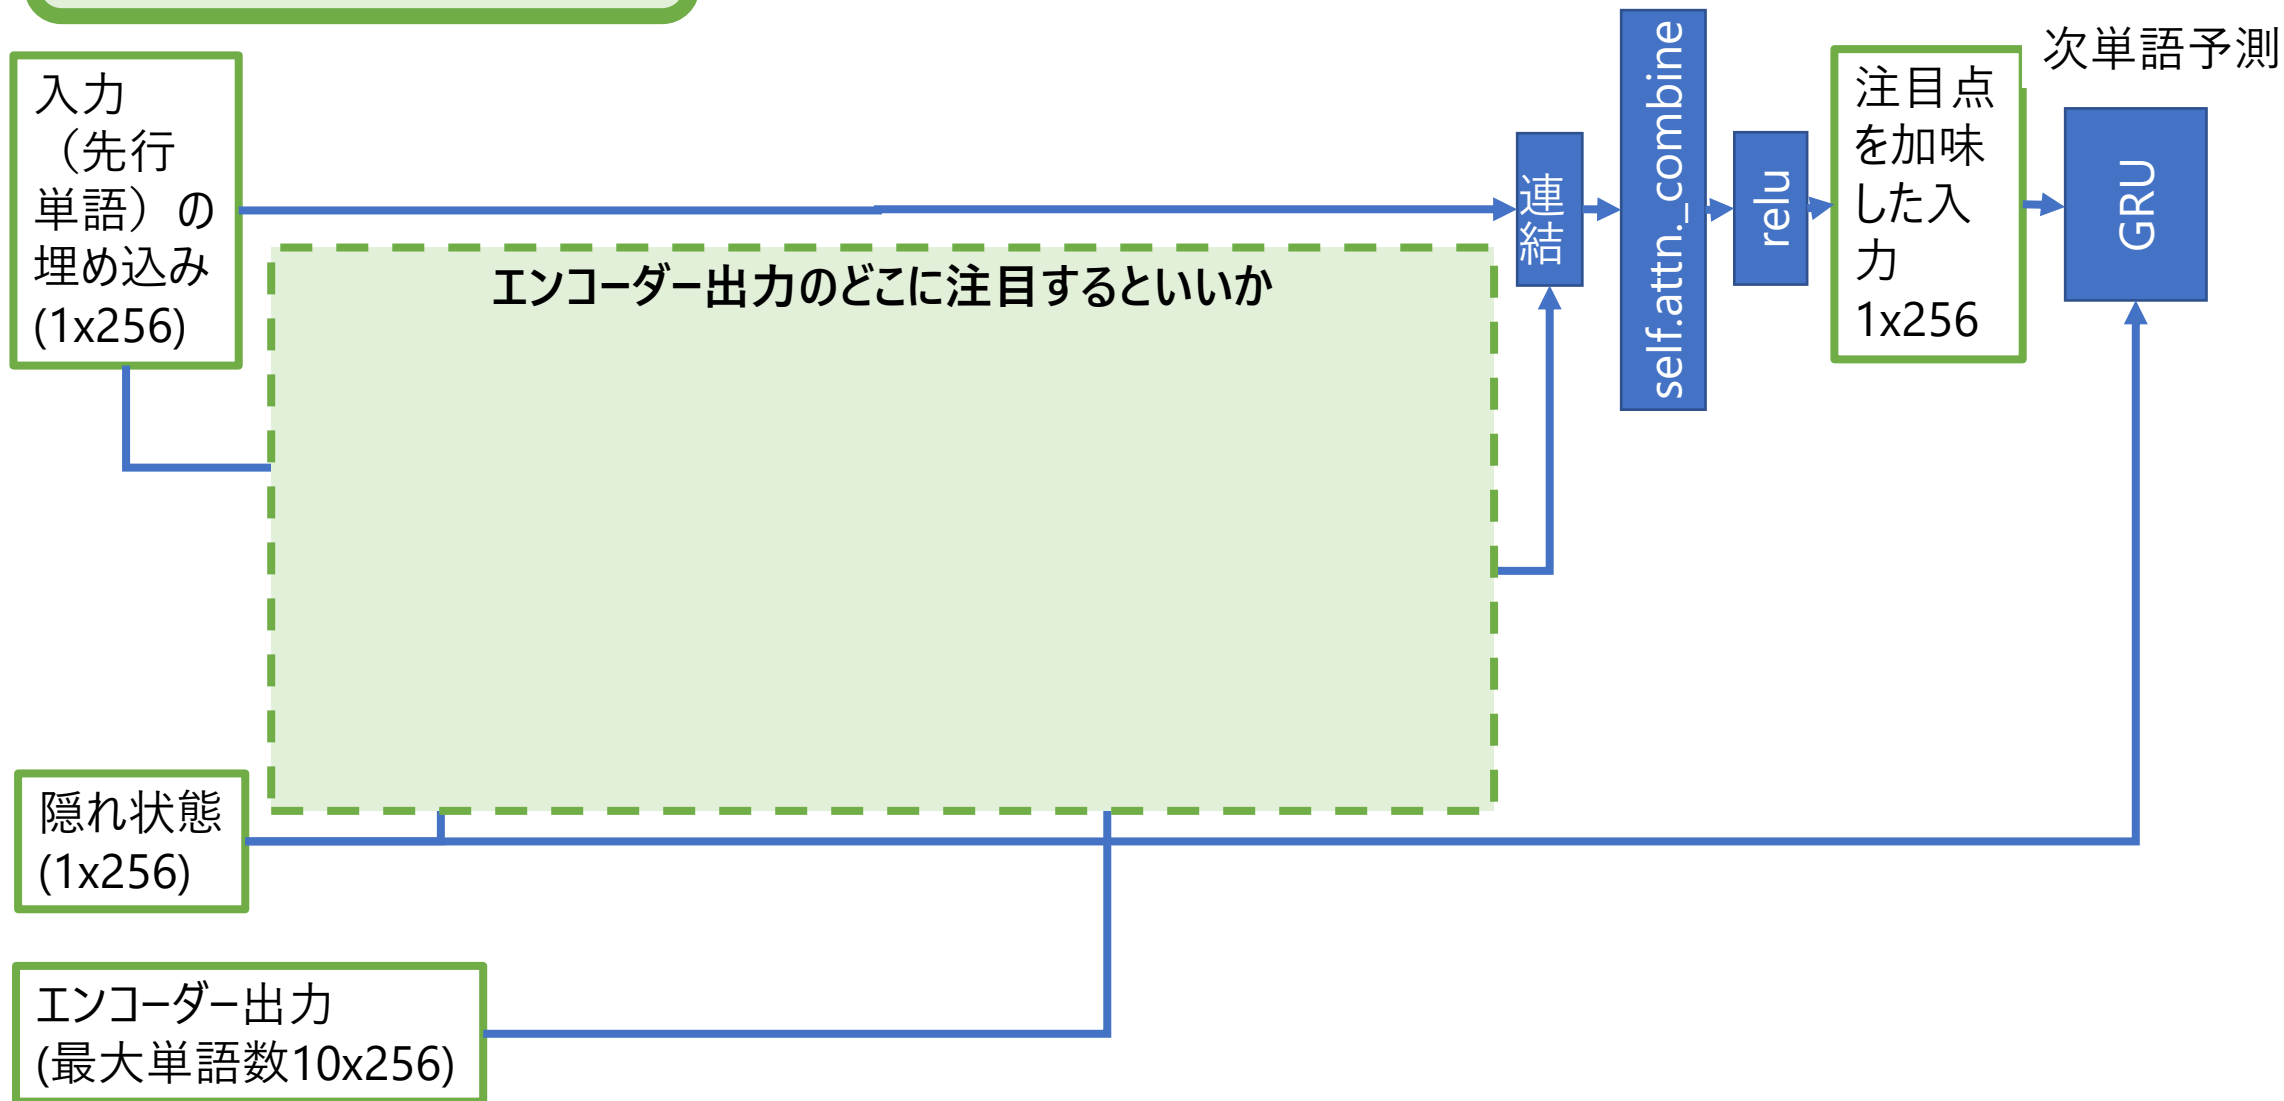 入力
（先行
単語）の
埋め込み
(1x256)
エンコーダー出力のどこに注目するといいか
連
結
self.attn._combine
relu
注目点
を加味
した入
力
1x256
次単語予測
GRU
隠れ状態
(1x256)
エンコーダー出力
(最大単語数10x256)